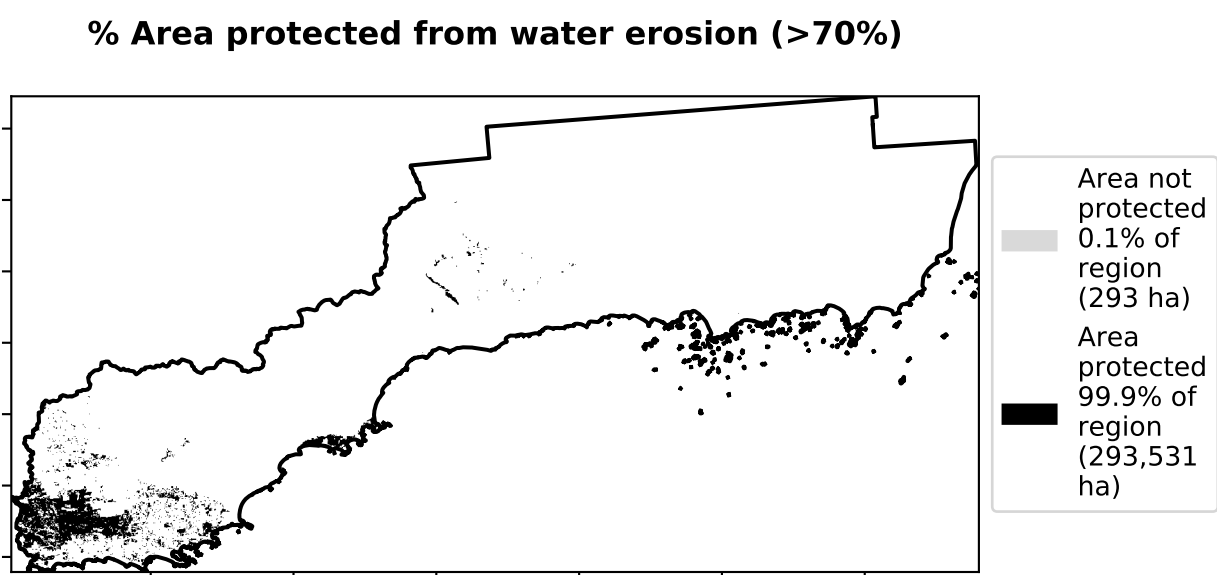 % Area protected from water erosion (>70%)
Area not
protected
0.1% of
region
(293 ha)
Area
protected
99.9% of
region
(293,531
ha)